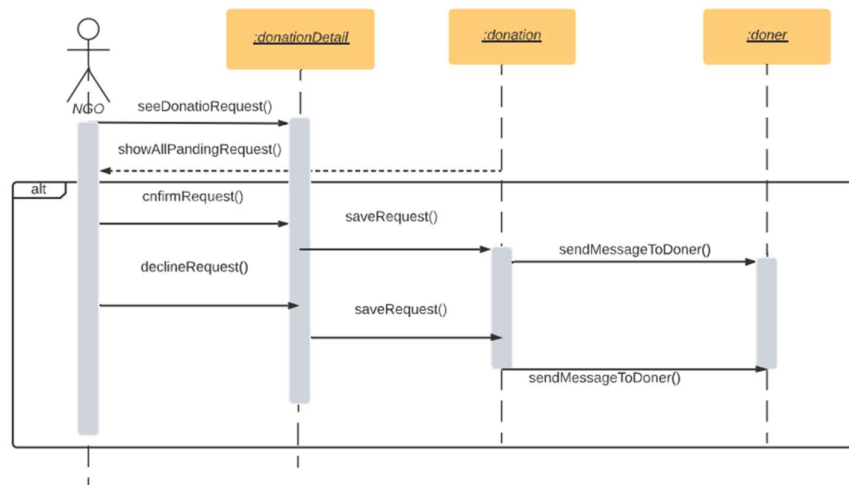 :donationDetail
:donation
:doner
NGO
seeDonatioRequest()
showAllPandingRequest()
alt
cnfirmRequest()
saveRequest()
sendMessageToDoner()
declineRequest()
saveRequest()
sendMessageToDoner()